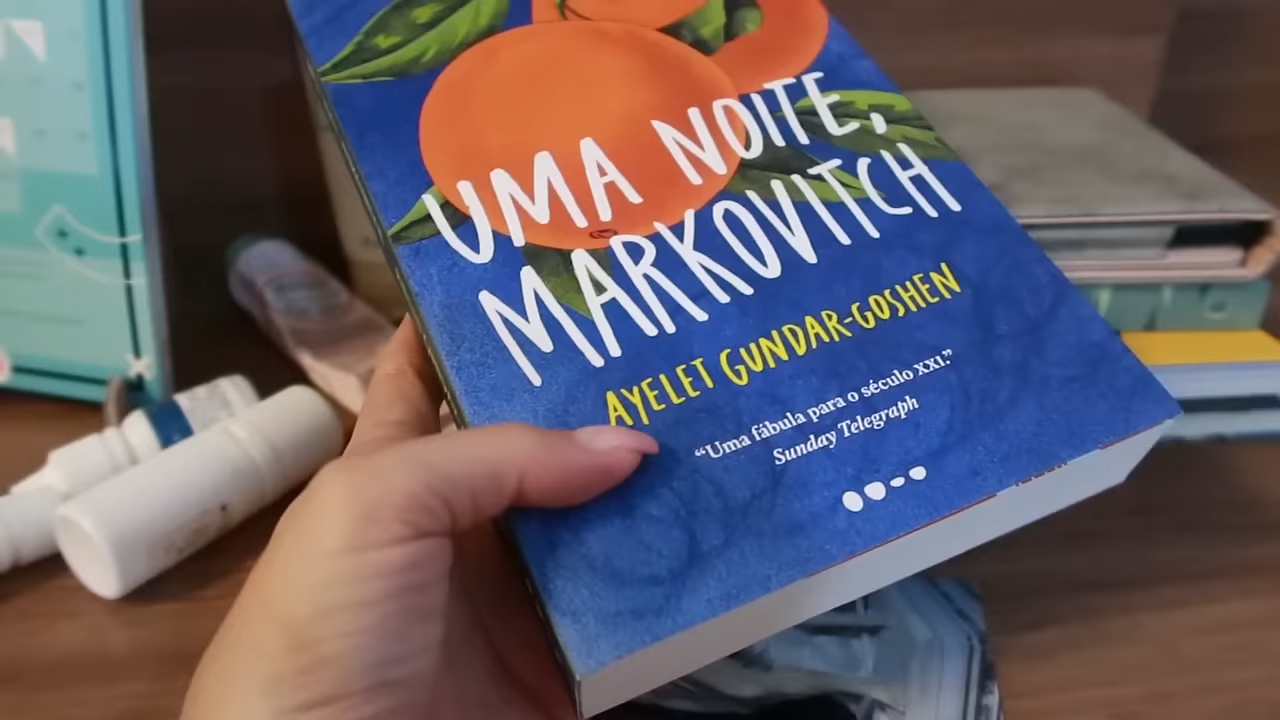 UMA NOITE,
MARKOVITCH
AYELET GUNDAR-GOSHEN
“Uma fábula para o século XXI.”
Sunday Telegraph